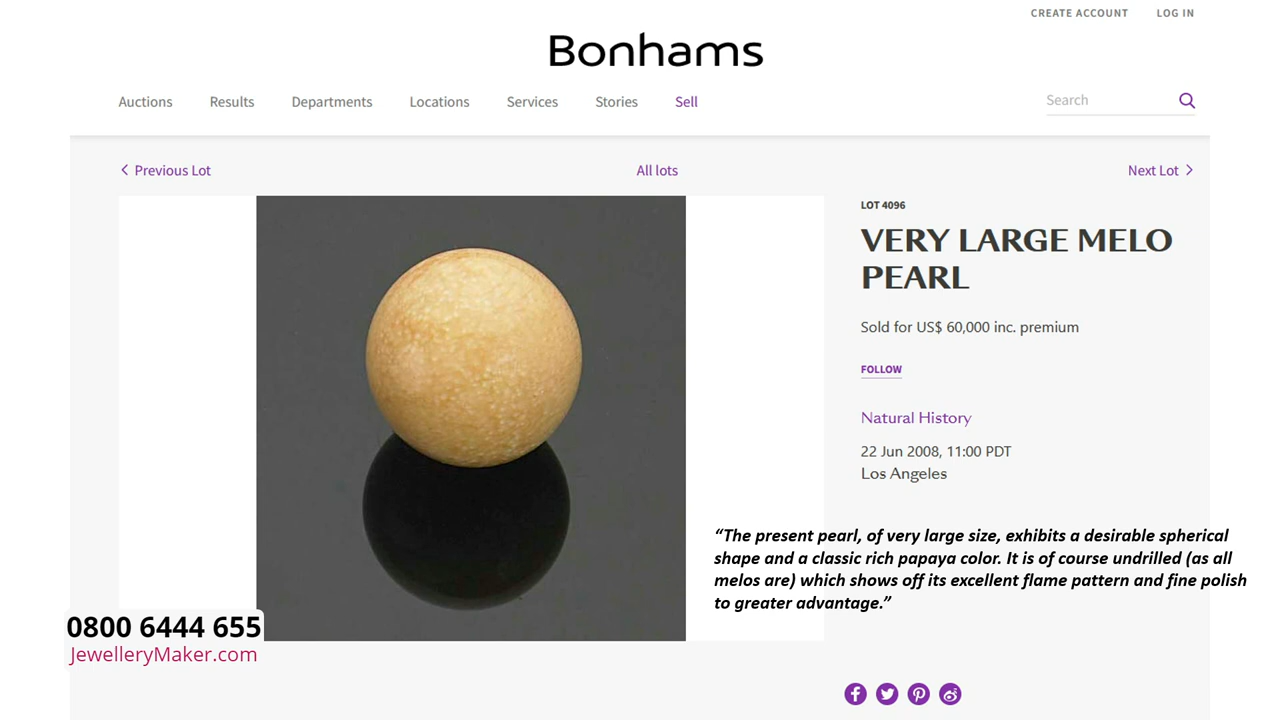 CREATE ACCOUNT LOG IN
Bonhams
Auctions Results Departments Locations Services Stories Sell
Search
Previous Lot All lots Next Lot
LOT 4096
VERY LARGE MELO
PEARL
Sold for US$ 60,000 inc. premium
FOLLOW
Natural History
22 Jun 2008, 11:00 PDT
Los Angeles
“The present pearl, of very large size, exhibits a desirable spherical
shape and a classic rich papaya color. It is of course undrilled (as all
melos are) which shows off its excellent flame pattern and fine polish
to greater advantage.”
0800 6444 655
JewelleryMaker.com